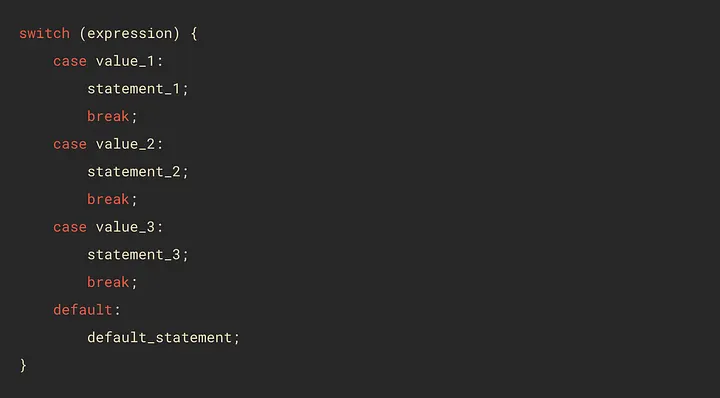 switch (expression) {
    case value_1:
        statement_1;
        break;
    case value_2:
        statement_2;
        break;
    case value_3:
        statement_3;
        break;
    default:
        default_statement;
}